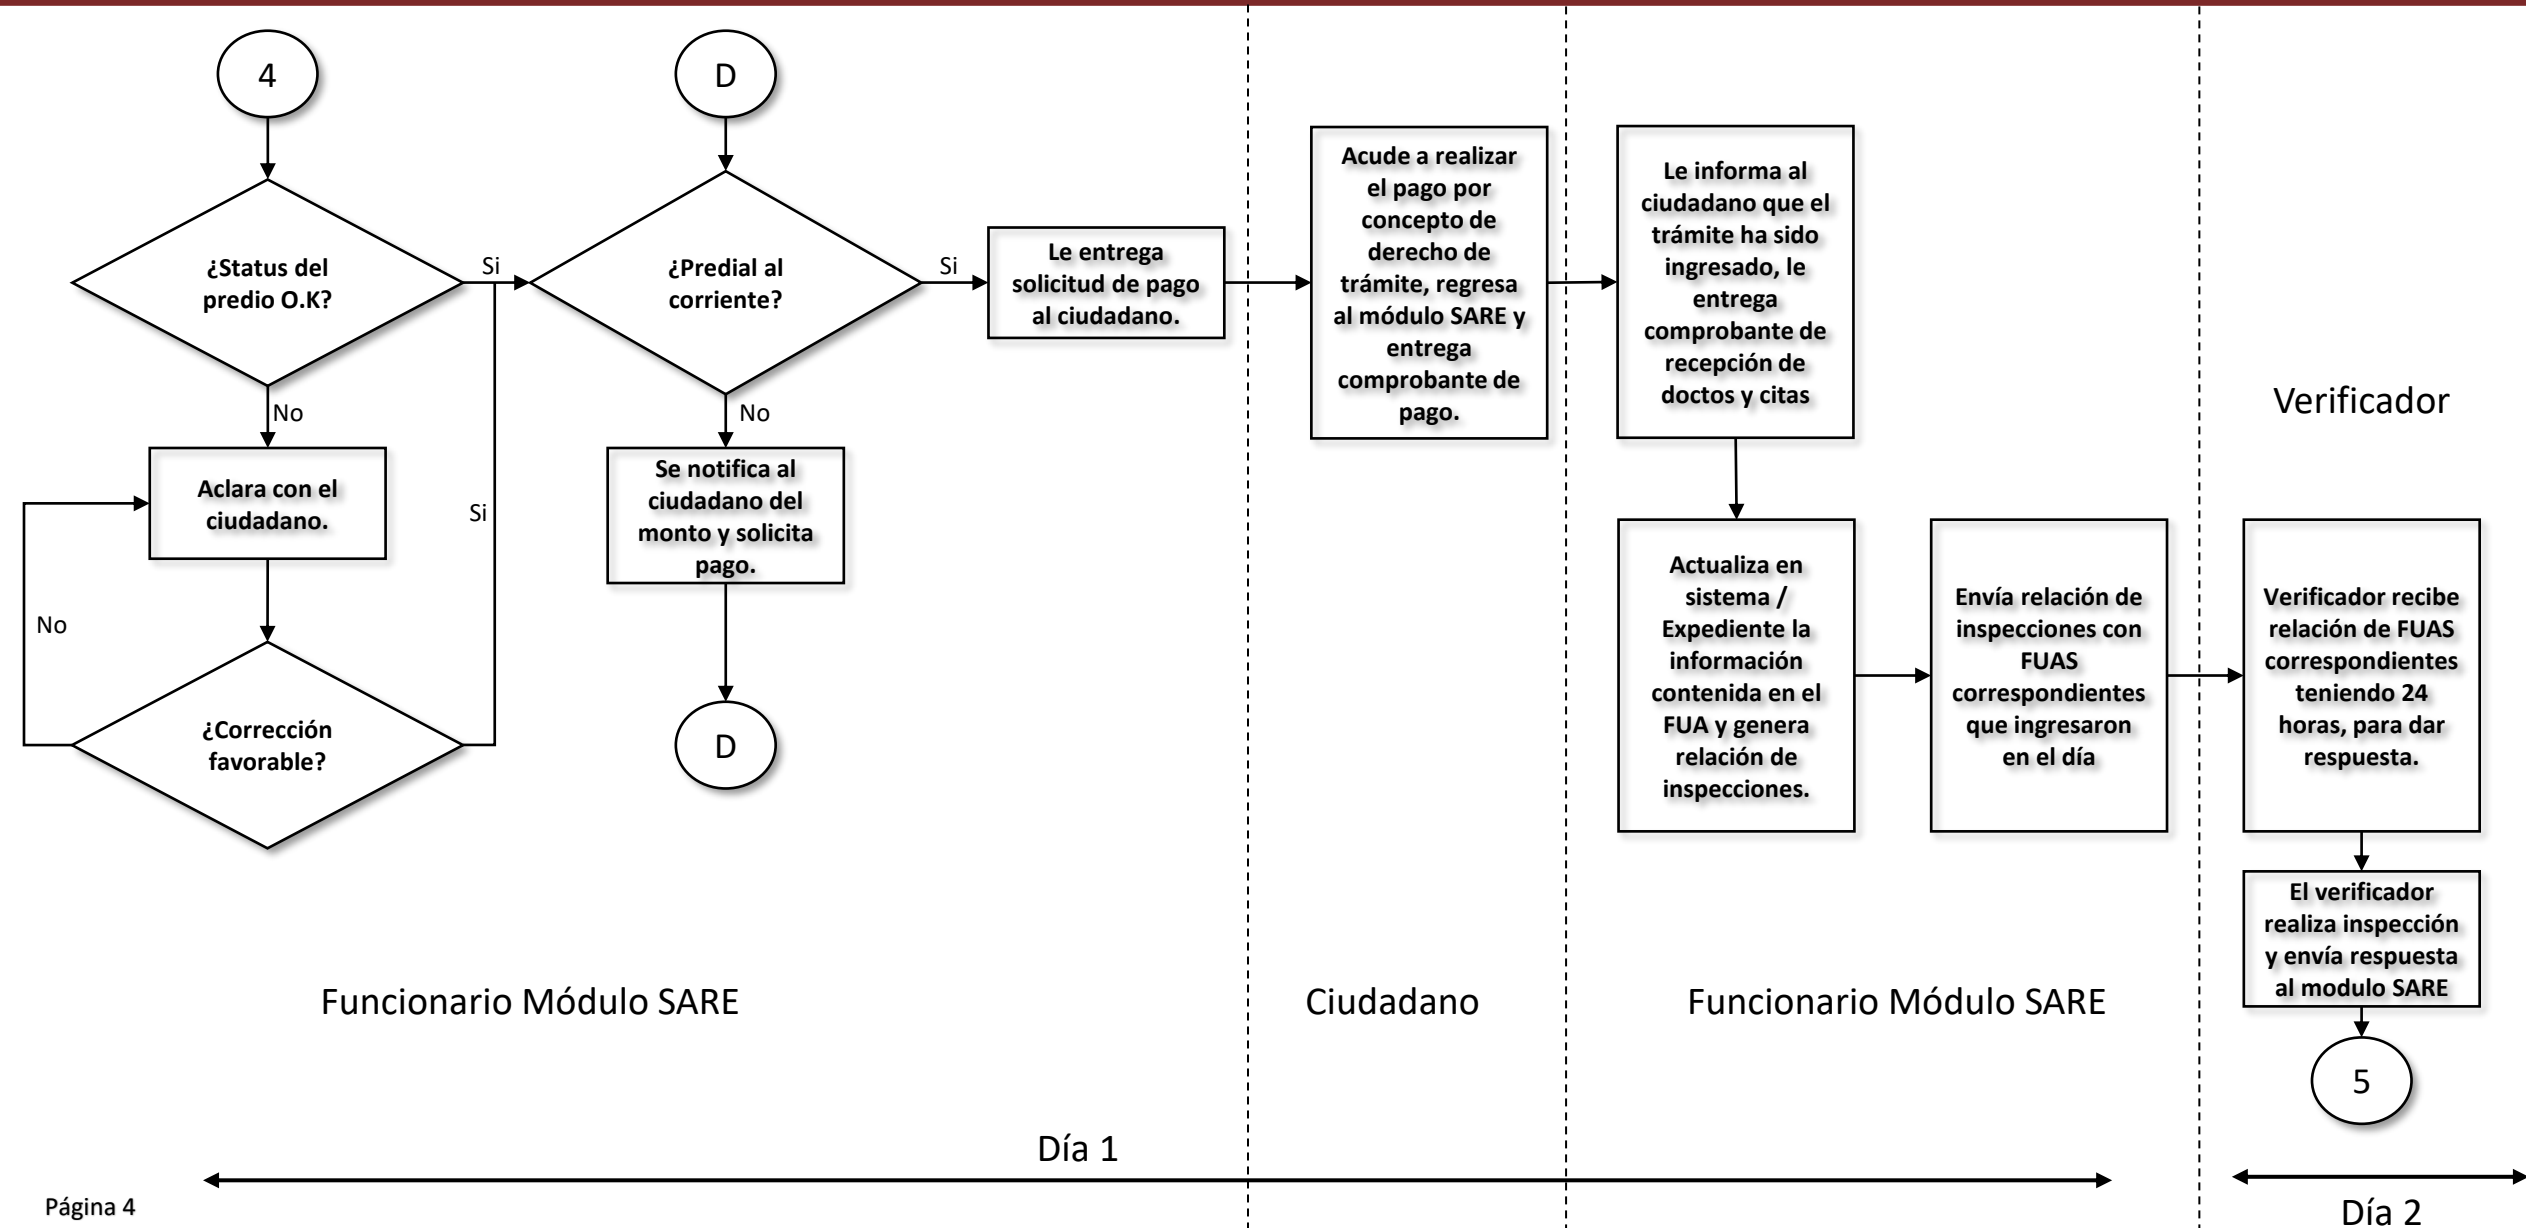 4
D
¿Status del
predio O.K?
Si
¿Predial al
corriente?
Si
Le entrega
solicitud de pago
al ciudadano.
Acude a realizar
el pago por
concepto de
derecho de
trámite, regresa
al módulo SARE y
entrega
comprobante de
pago.
Le informa al
ciudadano que el
trámite ha sido
ingresado, le
entrega
comprobante de
recepción de
doctos y citas
Verificador
No
No
Aclara con el
ciudadano.
Si
No
Se notifica al
ciudadano del
monto y solicita
pago.
¿Corrección
favorable?
D
Actualiza en
sistema /
Expediente la
información
contenida en el
FUA y genera
relación de
inspecciones.
Envía relación de
inspecciones con
FUAS
correspondientes
que ingresaron
en el día
Verificador recibe
relación de FUAS
correspondientes
teniendo 24
horas, para dar
respuesta.
El verificador
realiza inspección
y envía respuesta
al modulo SARE
Funcionario Módulo SARE
Ciudadano
Funcionario Módulo SARE
5
Día 1
Página 4
Día 2